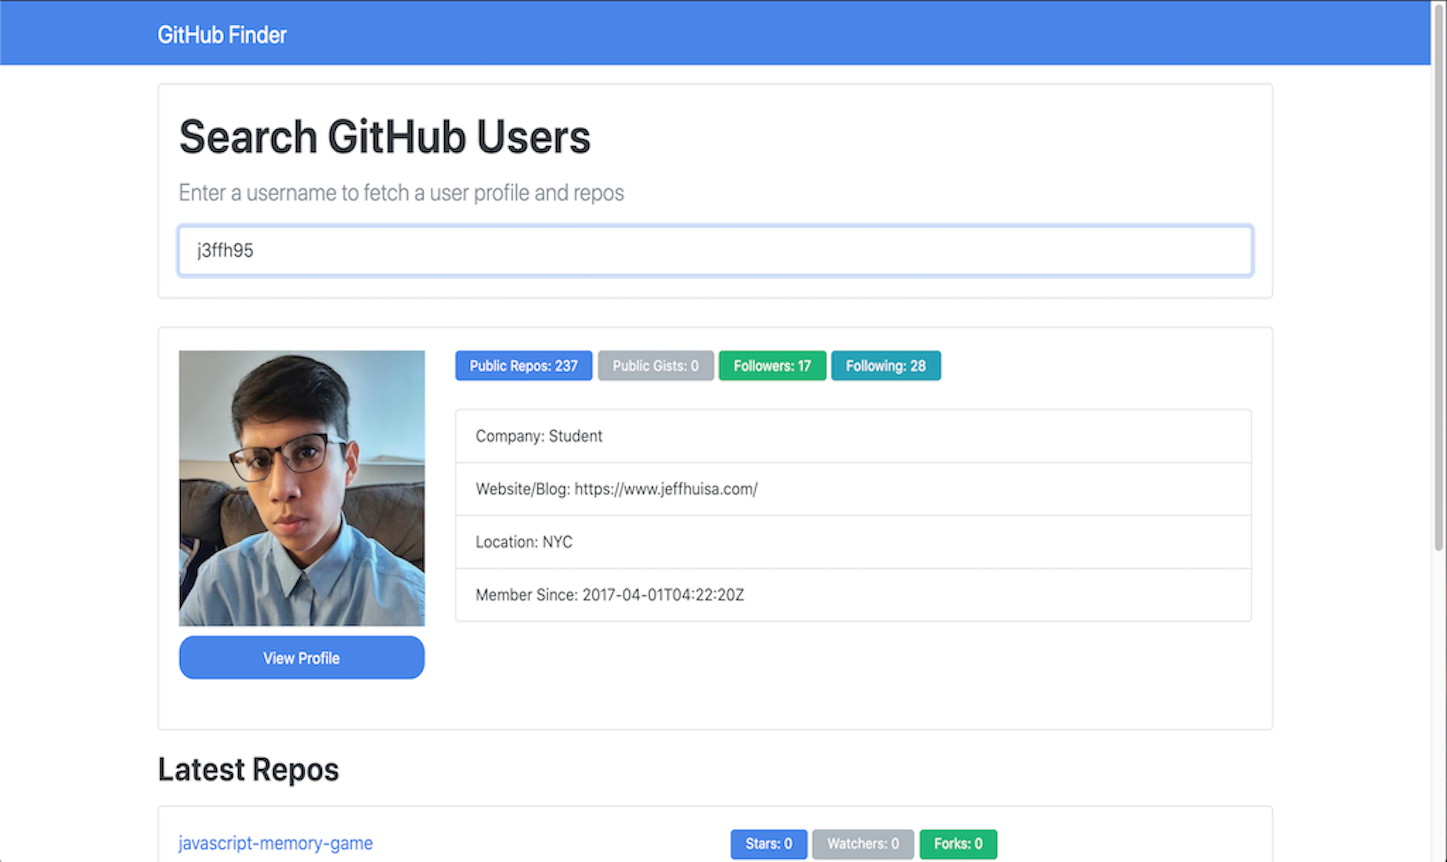 GitHub Finder
Search GitHub Users
Enter a username to fetch a user profile and repos
j3ffh95
Public Repos: 237 Public Gists: 0 Followers: 17 Following: 28
Company: Student
Website/Blog: https://www.jeffhuisa.com/
Location: NYC
Member Since: 2017-04-01T04:22:20Z
View Profile
Latest Repos
javascript-memory-game Stars: 0 Watchers: 0 Forks: 0